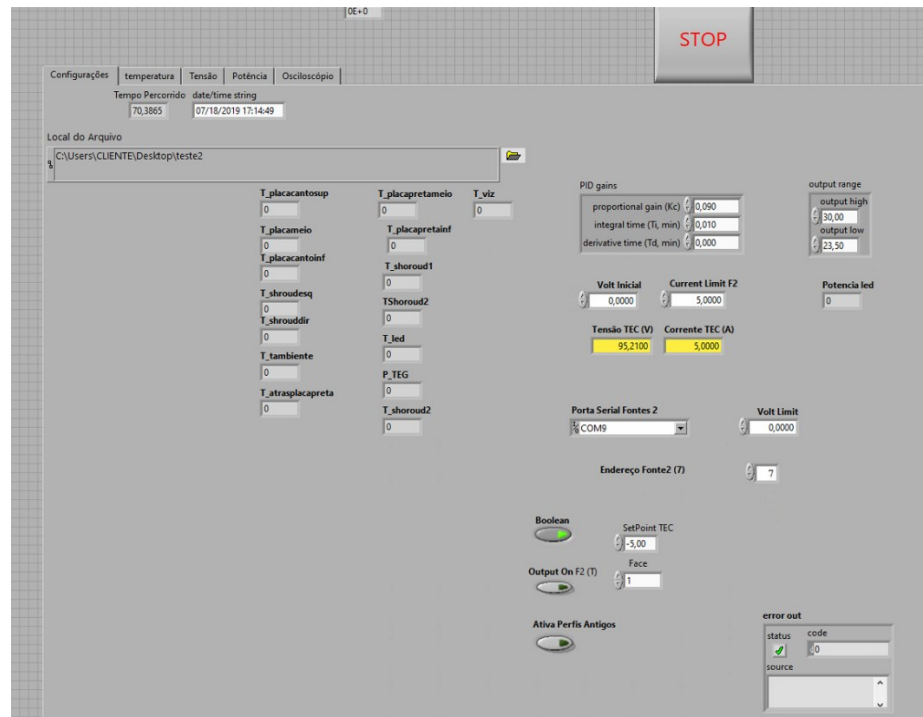 0E+0
STOP
Configurações temperatura Tensão Potência Osciloscópio
Tempo Percorrido date/time string
70,3865 07/18/2019 17:14:49
Local do Arquivo
C:\Users\CLIENTE\Desktop\teste2
T_placacantosup T_placapretameio T_viz
0 0 0
T_placameio T_placapretainf
0 0
T_placacantoinf T_shoroud1
0 0
T_shroudesq TShoroud2
0 0
T_shrouddir T_led
0 0
T_tambiente P_TEG
0 0
T_atrasplacapreta T_shoroud2
0 0
PID gains
proportional gain (Kc) 0,090
integral time (Ti, min) 0,010
derivative time (Td, min) 0,000
output range
output high
30,00
output low
23,50
Volt Inicial Current Limit F2 Potencia led
0,0000 5,0000 0
Tensão TEC (V) Corrente TEC (A)
95,2100 5,0000
Porta Serial Fontes 2 Volt Limit
COM9 0,0000
Endereço Fonte2 (7) 7
Boolean
SetPoint TEC
-5,00
Output On F2 (T) Face
1
Ativa Perfis Antigos
error out
status code
0
source